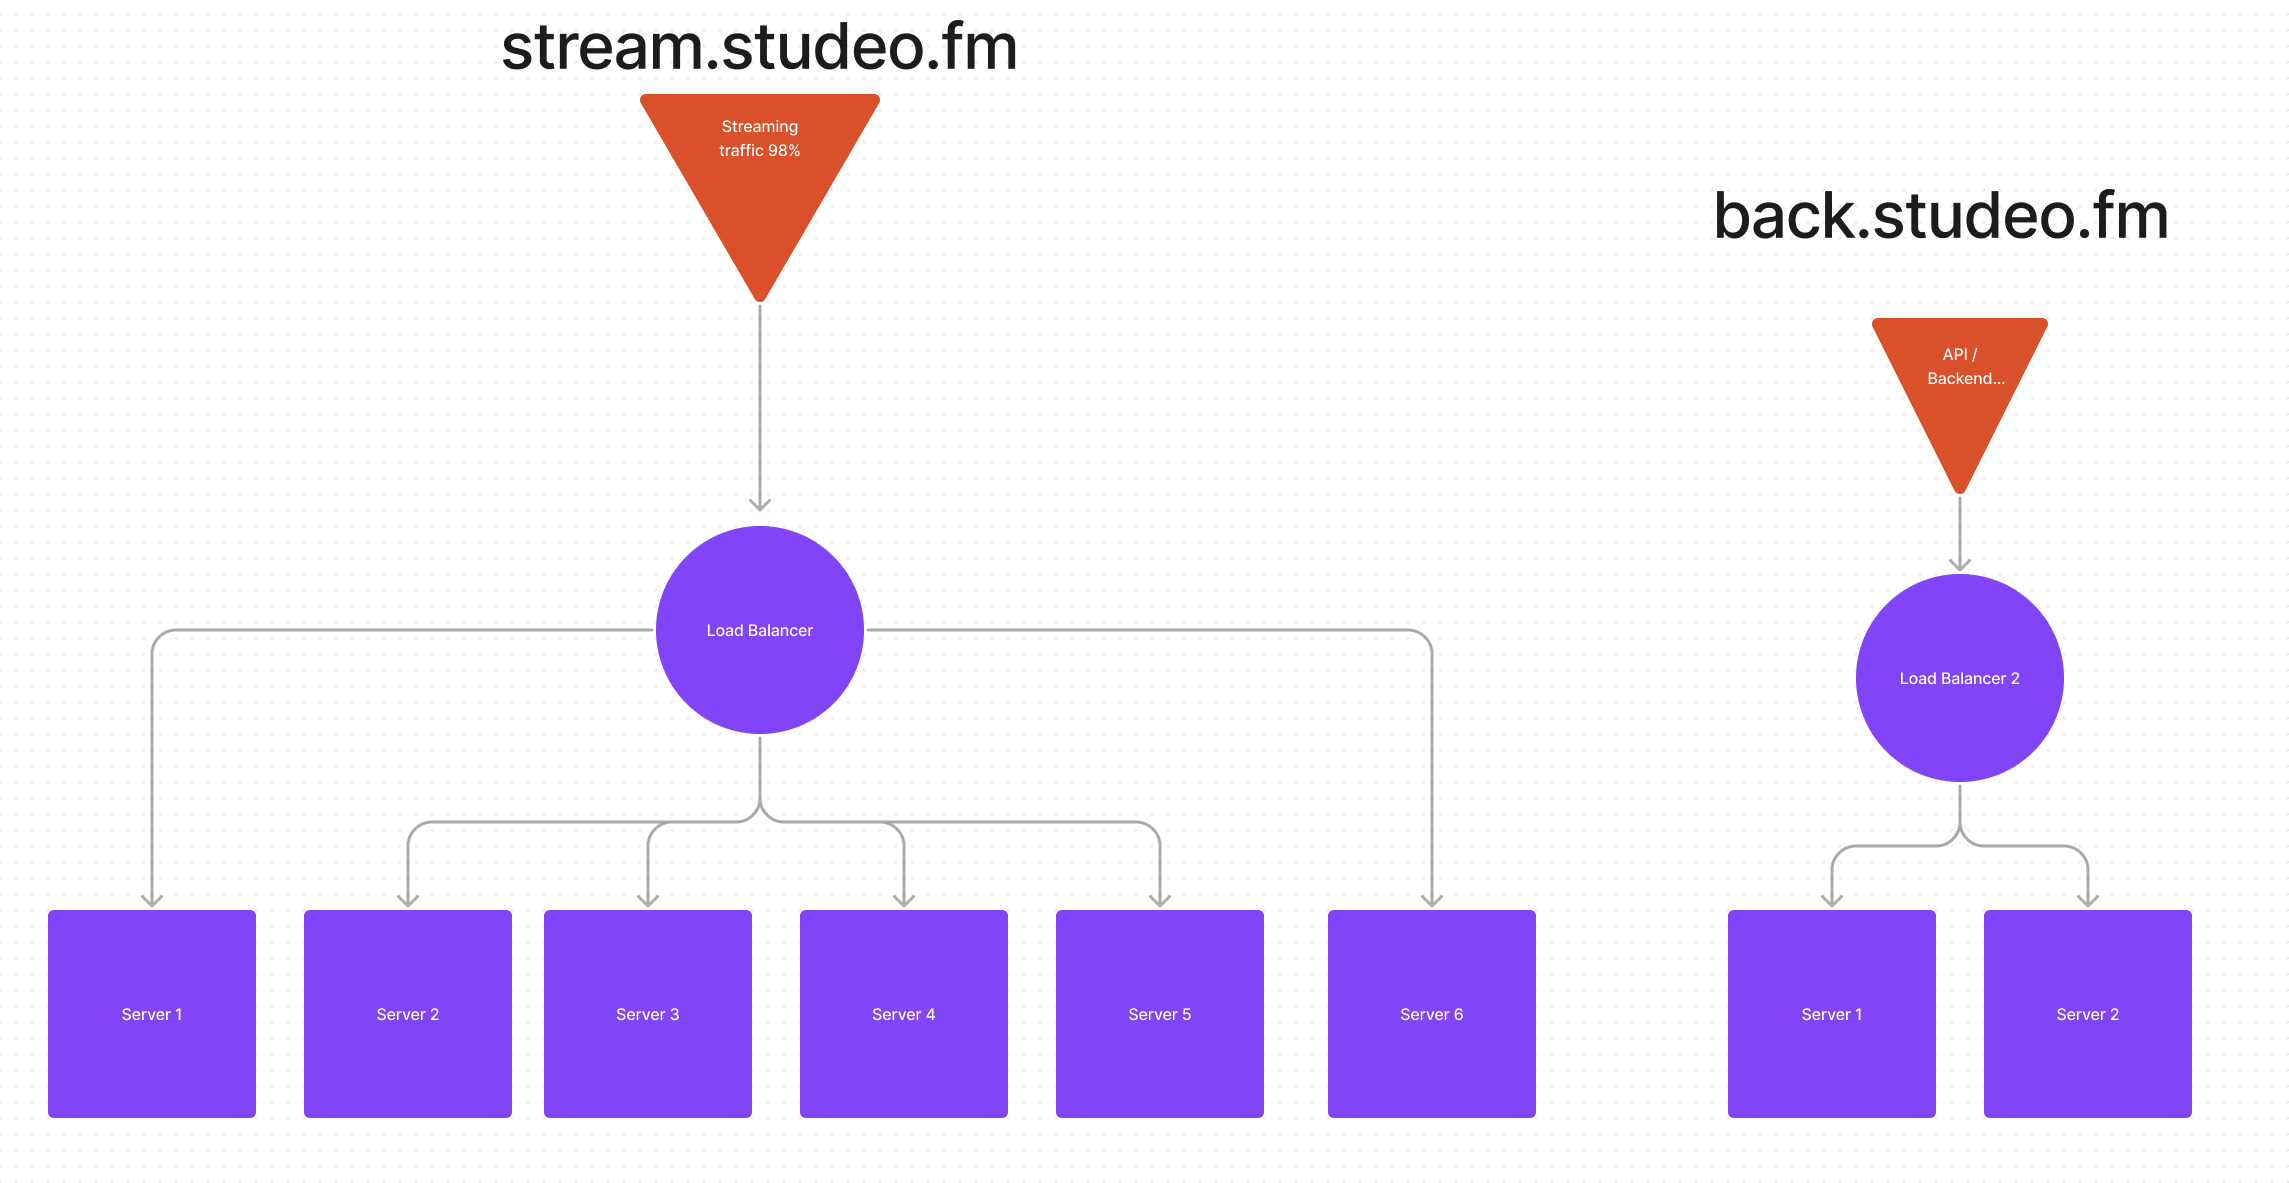 stream.studeo.fm
Streaming
traffic 98%
back.studeo.fm
API /
Backend...
Load Balancer
Load Balancer 2
Server 1
Server 2
Server 3
Server 4
Server 5
Server 6
Server 1
Server 2